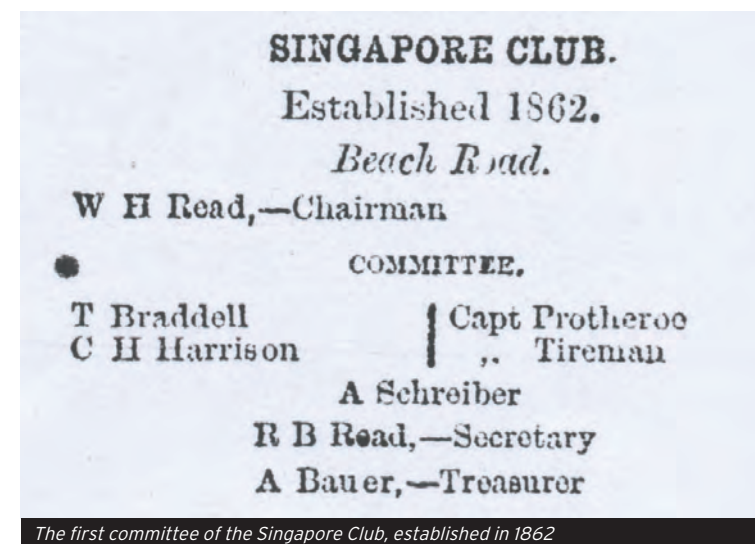 SINGAPORE CLUB.
Established 1862.
Beach Road.
W H Read,—Chairman
COMMITTEE.
T Braddell
C H Harrison
Capt Protheroe
,, Tireman
A Schreiber
R B Read,—Secretary
A Bauer,—Treasurer
The first committee of the Singapore Club, established in 1862